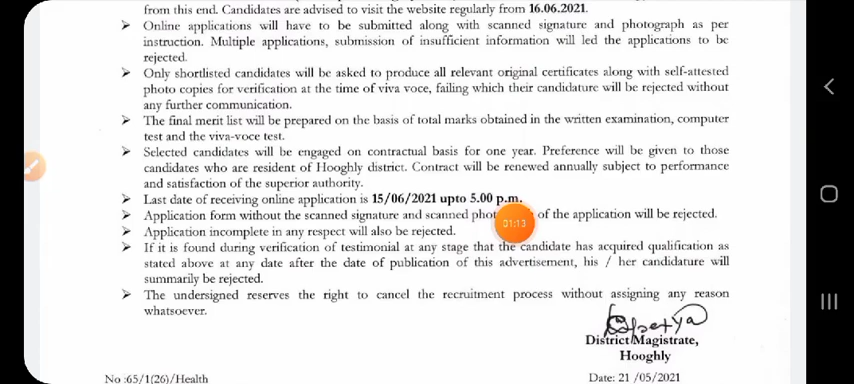 from this end. Candidates are advised to visit the website regularly from 16.06.2021.
➢ Online applications will have to be submitted along with scanned signature and photograph as per
instruction. Multiple applications, submission of insufficient information will led the applications to be
rejected.
➢ Only shortlisted candidates will be asked to produce all relevant original certificates along with self-attested
photo copies for verification at the time of viva voce, failing which their candidature will be rejected without
any further communication.
➢ The final merit list will be prepared on the basis of total marks obtained in the written examination, computer
test and the viva-voce test.
➢ Selected candidates will be engaged on contractual basis for one year. Preference will be given to those
candidates who are resident of Hooghly district. Contract will be renewed annually subject to performance
and satisfaction of the superior authority.
➢ Last date of receiving online application is 15/06/2021 upto 5.00 p.m.
➢ Application form without the scanned signature and scanned of the application will be rejected.
01:13
➢ Application incomplete in any respect will also be rejected.
➢ If it is found during verification of testimonial at any stage that the candidate has acquired qualification as
stated above at any date after the date of publication of this advertisement, his / her candidature will
summarily be rejected.
➢ The undersigned reserves the right to cancel the recruitment process without assigning any reason
whatsoever.
District Magistrate,
Hooghly
No :65/1(26)/Health
Date: 21 /05/2021